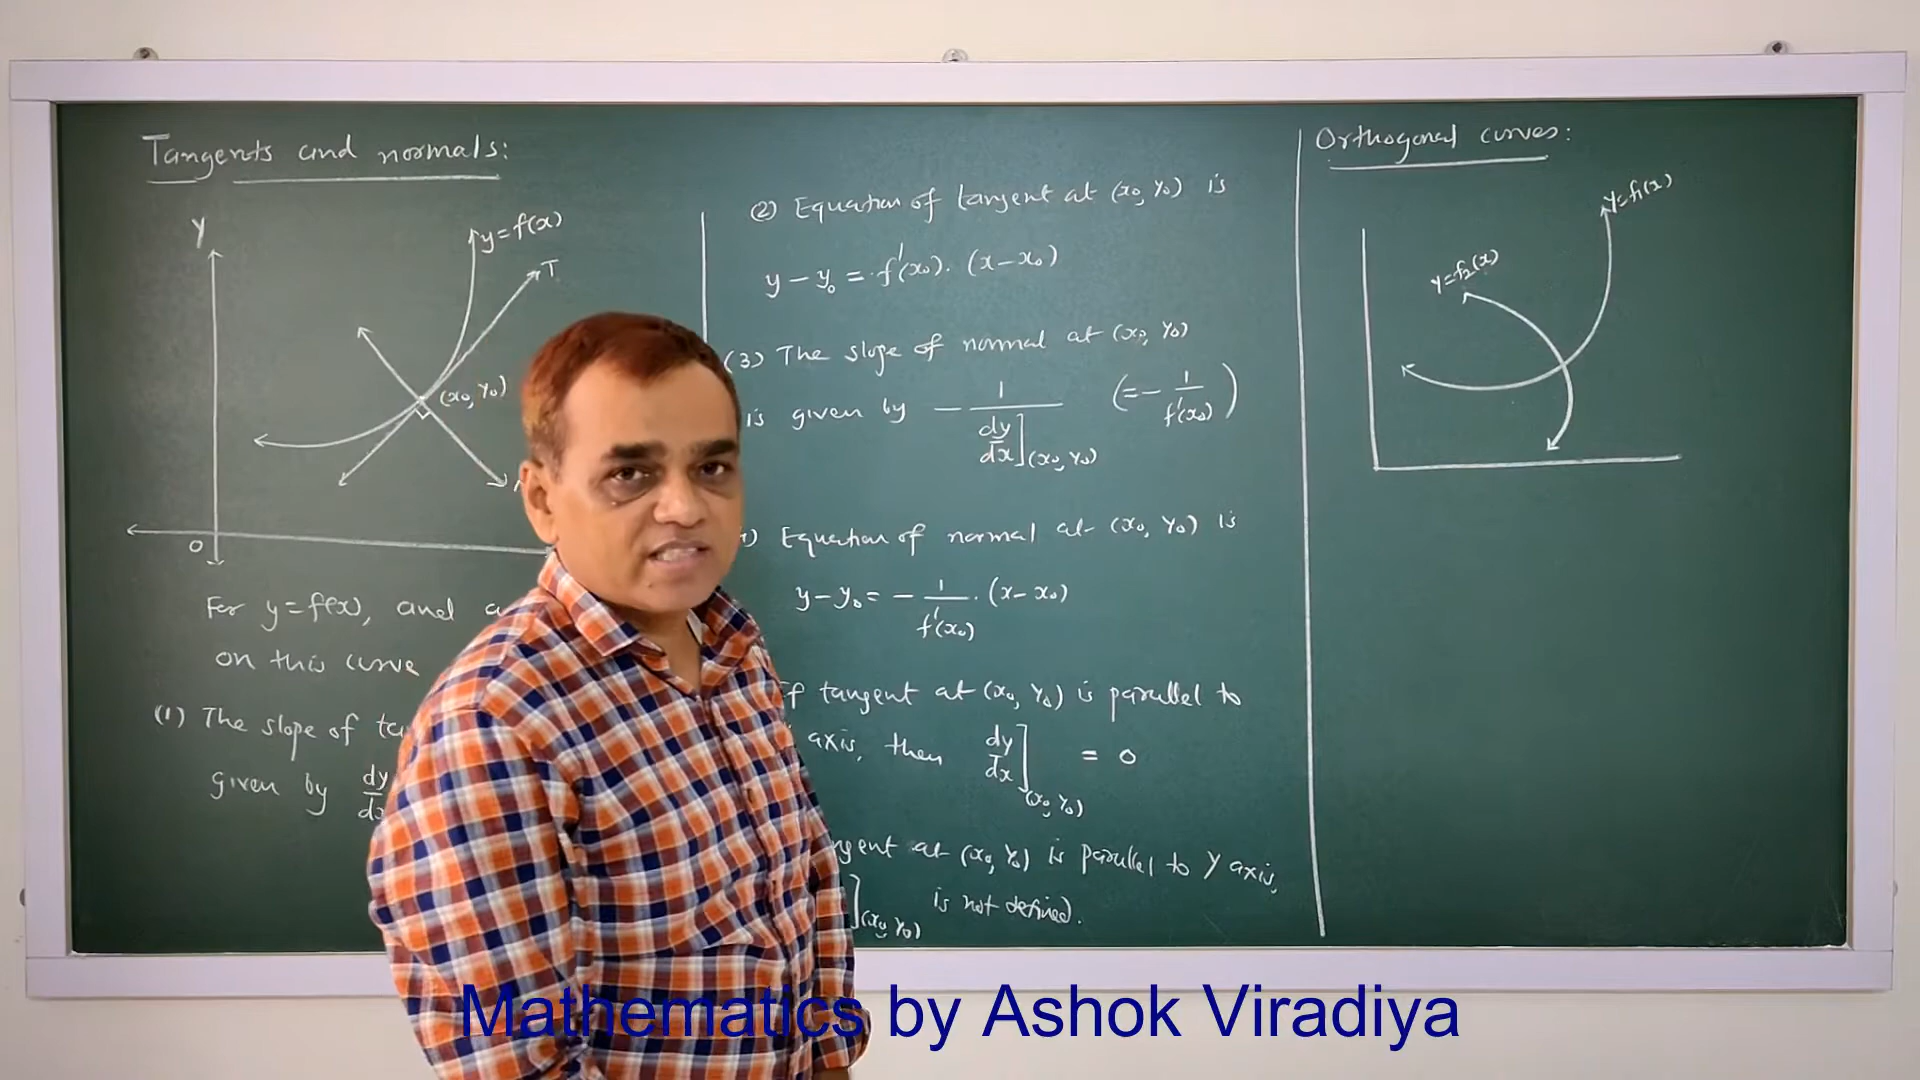 Tangents and normals:
Y
y=f(x)
T
(x₀, y₀)
O
For y=f(x), and
on this curve
(1) The slope of
given by dy
(2) Equation of tangent at (x₀, y₀) is
y - y₀ = f'(x₀). (x-x₀)
(3) The slope of normal at (x₀, y₀)
is given by - 1/(dy/dx](x₀, y₀)) (= - 1/f'(x₀))
Equation of normal at (x₀, y₀) is
y-y₀ = - 1/f'(x₀) . (x-x₀)
If tangent at (x₀, y₀) is parallel to
axis, then dy/dx](x₀, y₀) = 0
at (x₀, y₀) is parallel to Y axis,
](x₀, y₀) is not defined.
Orthogonal curves:
y=f₁(x)
y=f₂(x)
Mathematics by Ashok Viradiya